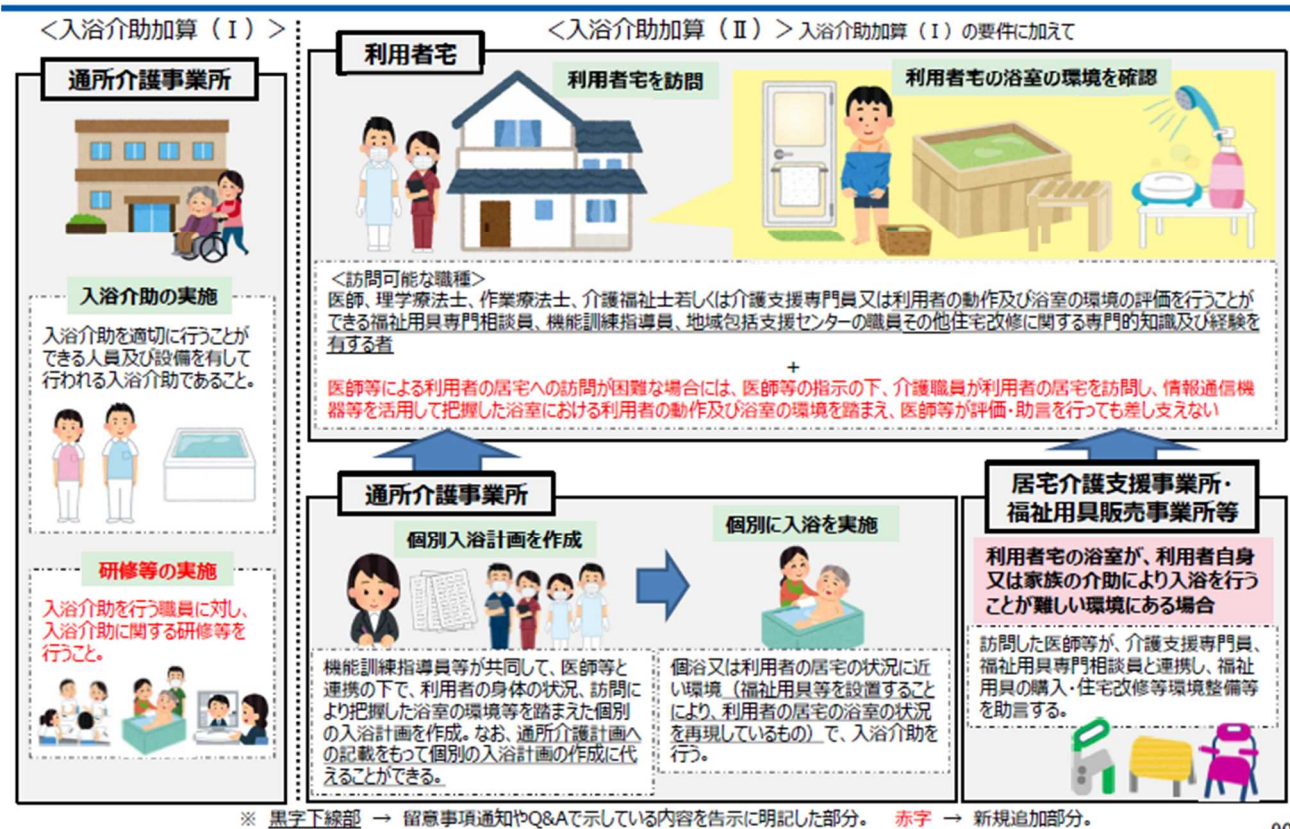 ＜入浴介助加算（Ⅰ）＞
通所介護事業所
入浴介助の実施
入浴介助を適切に行うことが
できる人員及び設備を有して
行われる入浴介助であること。
研修等の実施
入浴介助を行う職員に対し、
入浴介助に関する研修等を
行うこと。
＜入浴介助加算（Ⅱ）＞入浴介助加算（Ⅰ）の要件に加えて
利用者宅
利用者宅を訪問
利用者宅の浴室の環境を確認
＜訪問可能な職種＞
医師、理学療法士、作業療法士、介護福祉士若しくは介護支援専門員又は利用者の動作及び浴室の環境の評価を行うことが
できる福祉用具専門相談員、機能訓練指導員、地域包括支援センターの職員その他住宅改修に関する専門的知識及び経験を
有する者
+
医師等による利用者の居宅への訪問が困難な場合には、医師等の指示の下、介護職員が利用者の居宅を訪問し、情報通信機
器等を活用して把握した浴室における利用者の動作及び浴室の環境を踏まえ、医師等が評価・助言を行っても差し支えない
通所介護事業所
個別入浴計画を作成
機能訓練指導員等が共同して、医師等と
連携の下で、利用者の身体の状況、訪問に
より把握した浴室の環境等を踏まえた個別
の入浴計画を作成。なお、通所介護計画へ
の記載をもって個別の入浴計画の作成に代
えることができる。
個別に入浴を実施
個浴又は利用者の居宅の状況に近
い環境（福祉用具等を設置すること
により、利用者の居宅の浴室の状況
を再現しているもの）で、入浴介助を
行う。
居宅介護支援事業所・
福祉用具販売事業所等
利用者宅の浴室が、利用者自身
又は家族の介助により入浴を行う
ことが難しい環境にある場合
訪問した医師等が、介護支援専門員、
福祉用具専門相談員と連携し、福祉
用具の購入・住宅改修等環境整備等
を助言する。
※ 黒字下線部 → 留意事項通知やQ&Aで示している内容を告示に明記した部分。 赤字 → 新規追加部分。